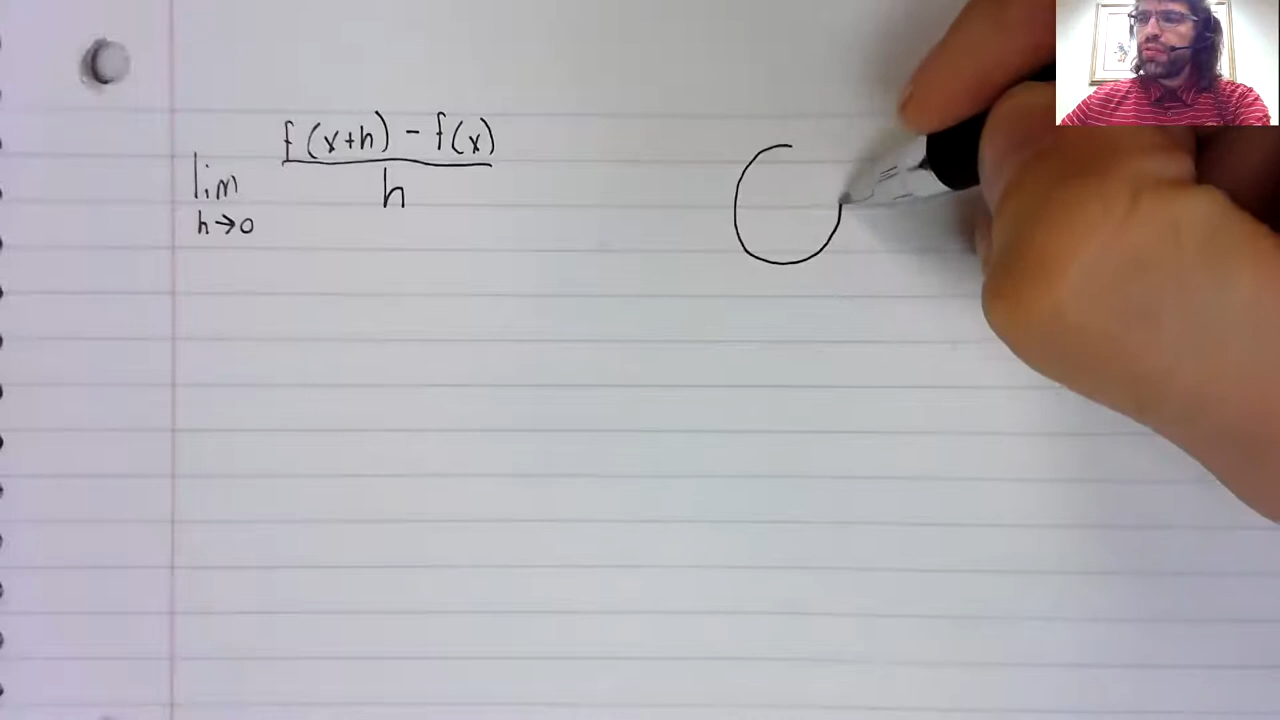 lim h→0 f(x+h) - f(x) / h